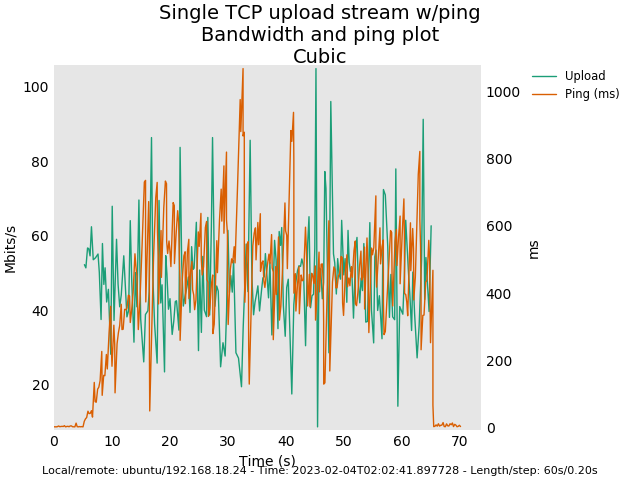 Single TCP upload stream w/ping
Bandwidth and ping plot
Cubic
Upload
Ping (ms)
100
80
60
40
20
Mbits/s
1000
800
600
400
200
0
ms
0 10 20 30 40 50 60 70
Time (s)
Local/remote: ubuntu/192.168.18.24 - Time: 2023-02-04T02:02:41.897728 - Length/step: 60s/0.20s